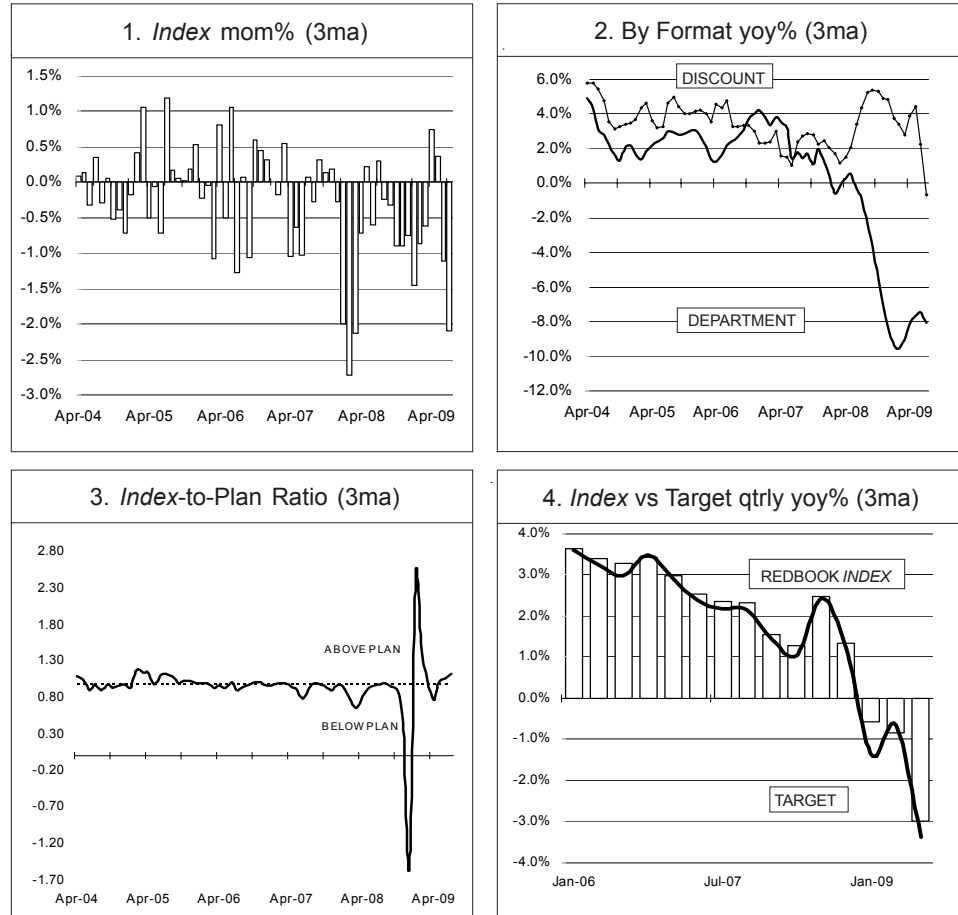 1. Index mom% (3ma)
1.5%
1.0%
0.5%
0.0%
-0.5%
-1.0%
-1.5%
-2.0%
-2.5%
-3.0%
Apr-04 Apr-05 Apr-06 Apr-07 Apr-08 Apr-09
2. By Format yoy% (3ma)
6.0%
4.0%
2.0%
0.0%
-2.0%
-4.0%
-6.0%
-8.0%
-10.0%
-12.0%
DISCOUNT
DEPARTMENT
Apr-04 Apr-05 Apr-06 Apr-07 Apr-08 Apr-09
3. Index-to-Plan Ratio (3ma)
2.80
2.30
1.80
1.30
0.80
0.30
-0.20
-0.70
-1.20
-1.70
ABOVE PLAN
BELOW PLAN
Apr-04 Apr-05 Apr-06 Apr-07 Apr-08 Apr-09
4. Index vs Target qtrly yoy% (3ma)
4.0%
3.0%
2.0%
1.0%
0.0%
-1.0%
-2.0%
-3.0%
-4.0%
REDBOOK INDEX
TARGET
Jan-06 Jul-07 Jan-09